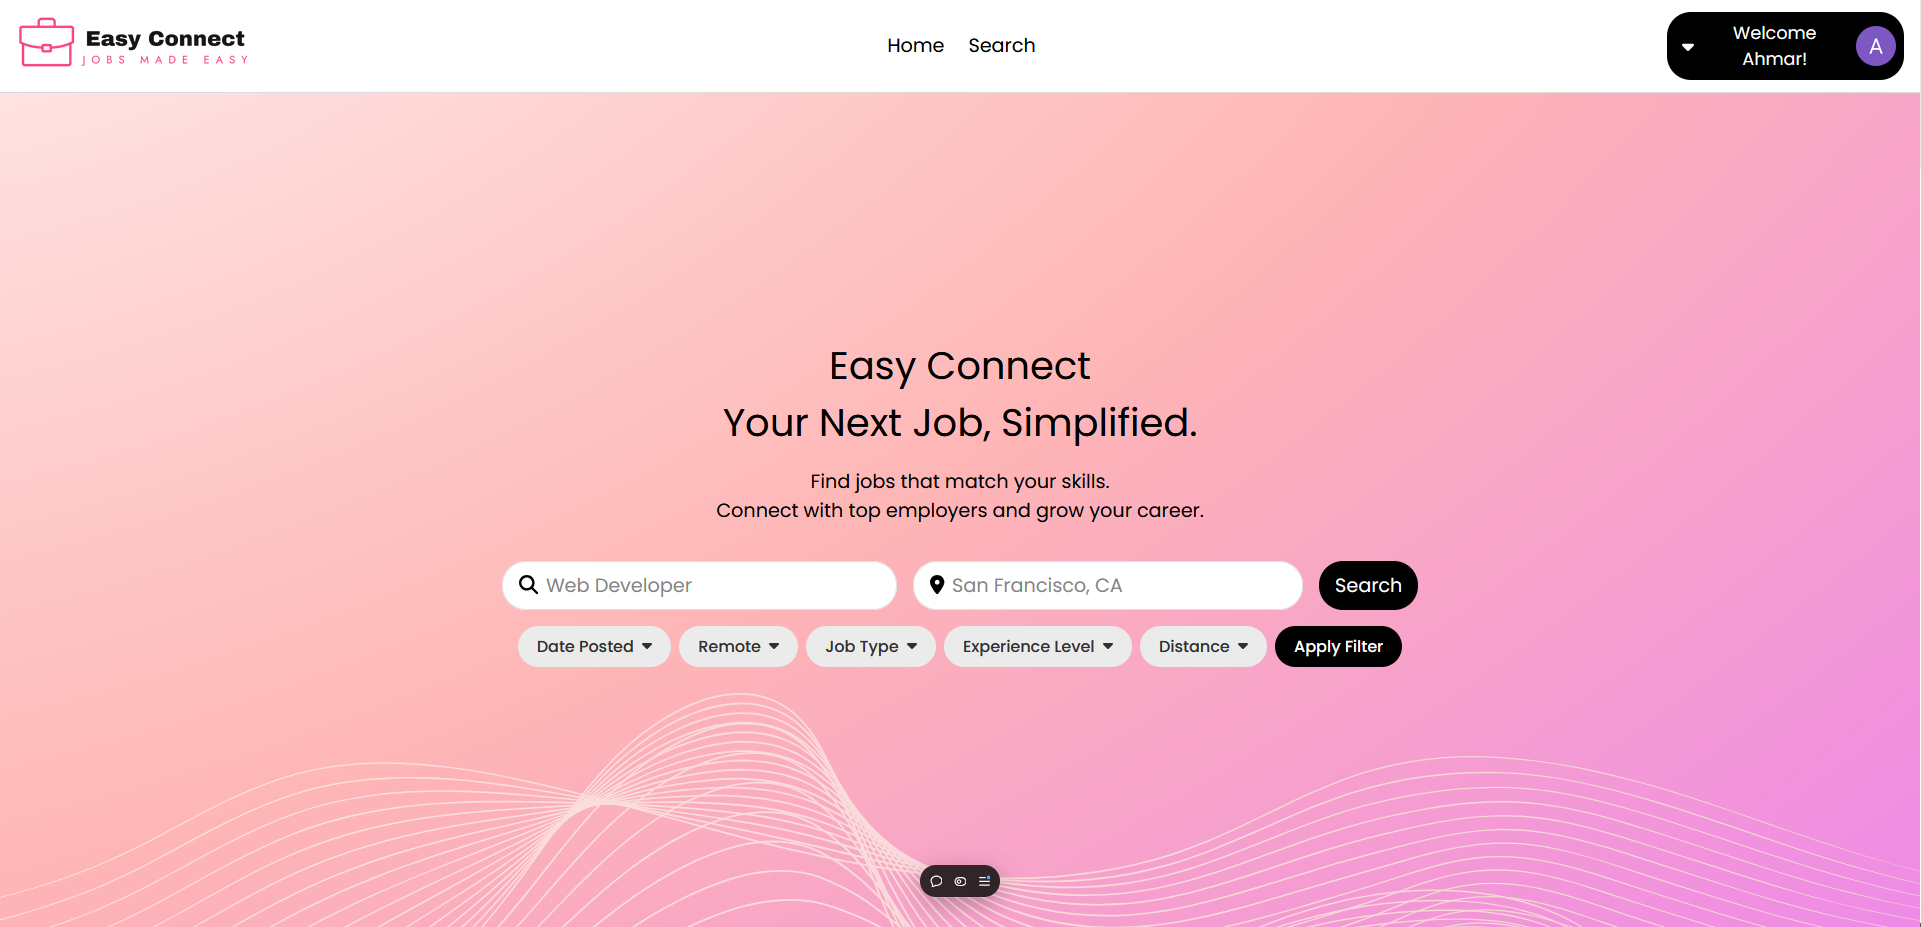 Easy Connect
JOBS MADE EASY
Home Search
Welcome
Ahmar!
A
Easy Connect
Your Next Job, Simplified.
Find jobs that match your skills.
Connect with top employers and grow your career.
Web Developer San Francisco, CA Search
Date Posted Remote Job Type Experience Level Distance Apply Filter